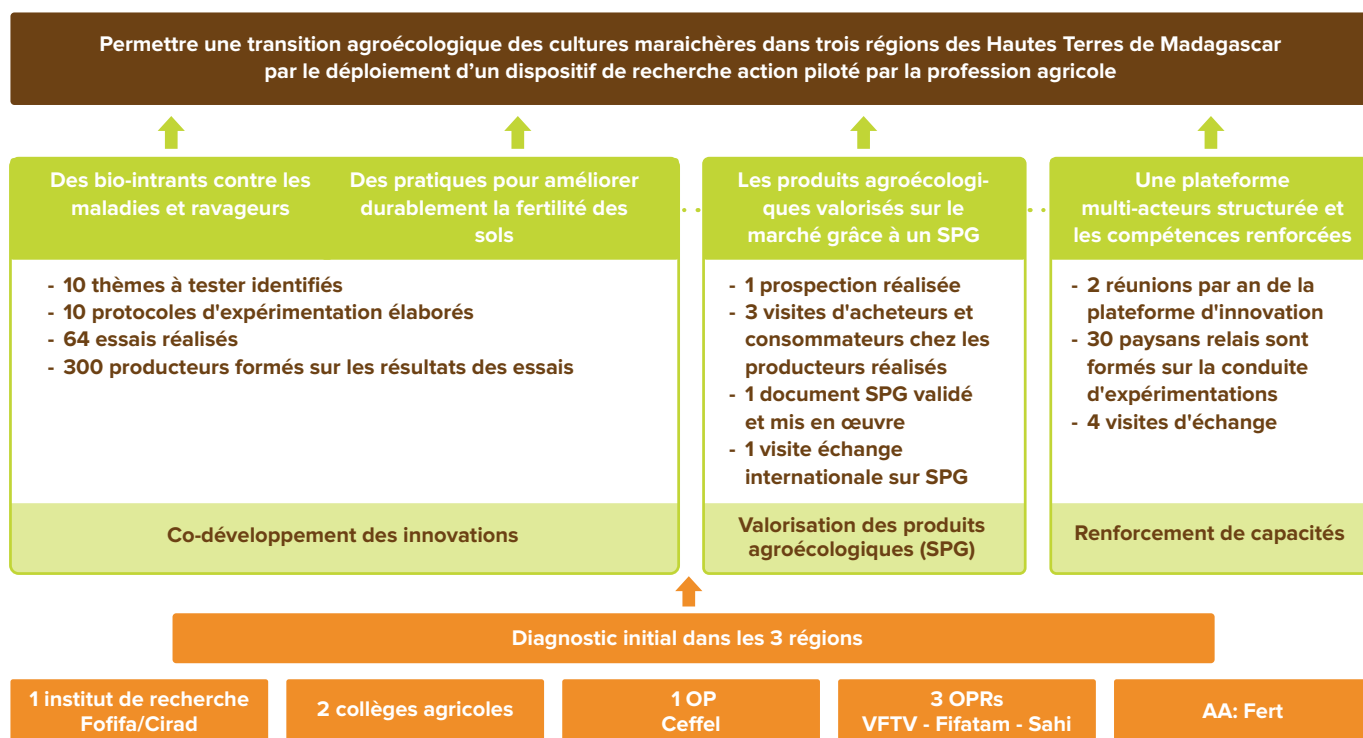 Permettre une transition agroécologique des cultures maraichères dans trois régions des Hautes Terres de Madagascar
par le déploiement d'un dispositif de recherche action piloté par la profession agricole
Des bio-intrants contre les
maladies et ravageurs
Des pratiques pour améliorer
durablement la fertilité des
sols
- 10 thèmes à tester identifiés
- 10 protocoles d'expérimentation élaborés
- 64 essais réalisés
- 300 producteurs formés sur les résultats des essais
Co-développement des innovations
Les produits agroécologi-
ques valorisés sur le
marché grâce à un SPG
- 1 prospection réalisée
- 3 visites d'acheteurs et
consommateurs chez les
producteurs réalisés
- 1 document SPG validé
et mis en œuvre
- 1 visite échange
internationale sur SPG
Valorisation des produits
agroécologiques (SPG)
Une plateforme
multi-acteurs structurée et
les compétences renforcées
- 2 réunions par an de la
plateforme d'innovation
- 30 paysans relais sont
formés sur la conduite
d'expérimentations
- 4 visites d'échange
Renforcement de capacités
Diagnostic initial dans les 3 régions
1 institut de recherche
Fofifa/Cirad
2 collèges agricoles
1 OP
Ceffel
3 OPRs
VFTV - Fifatam - Sahi
AA: Fert